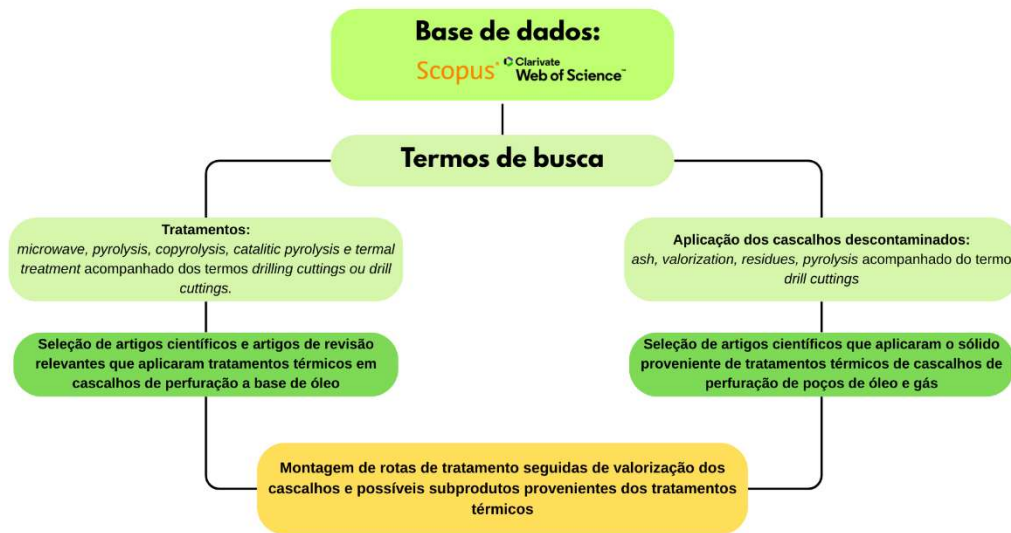 Base de dados:
Scopus Clarivate
Web of Science™
Termos de busca
Tratamentos:
microwave, pyrolysis, copyrolysis, catalitic pyrolysis e termal
treatment acompanhado dos termos drilling cuttings ou drill
cuttings.
Seleção de artigos científicos e artigos de revisão
relevantes que aplicaram tratamentos térmicos em
cascalhos de perfuração a base de óleo
Aplicação dos cascalhos descontaminados:
ash, valorization, residues, pyrolysis acompanhado do termo
drill cuttings
Seleção de artigos científicos que aplicaram o sólido
proveniente de tratamentos térmicos de cascalhos de
perfuração de poços de óleo e gás
Montagem de rotas de tratamento seguidas de valorização dos
cascalhos e possíveis subprodutos provenientes dos tratamentos
térmicos